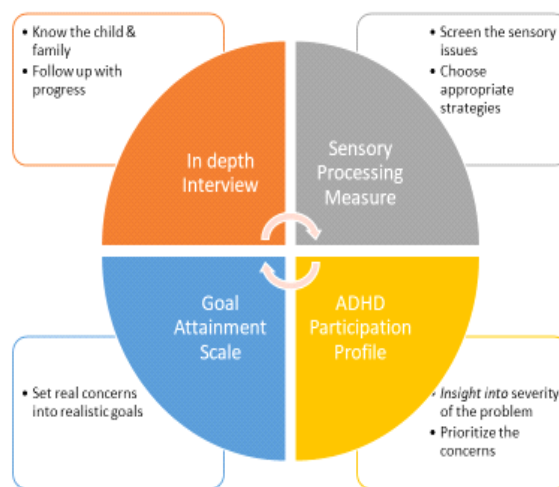 • Know the child &
family
• Follow up with
progress
• Screen the sensory
issues
• Choose
appropriate
strategies
In depth
Interview
Sensory
Processing
Measure
Goal
Attainment
Scale
ADHD
Participation
Profile
• Set real concerns
into realistic goals
• Insight into severity
of the problem
• Prioritize the
concerns